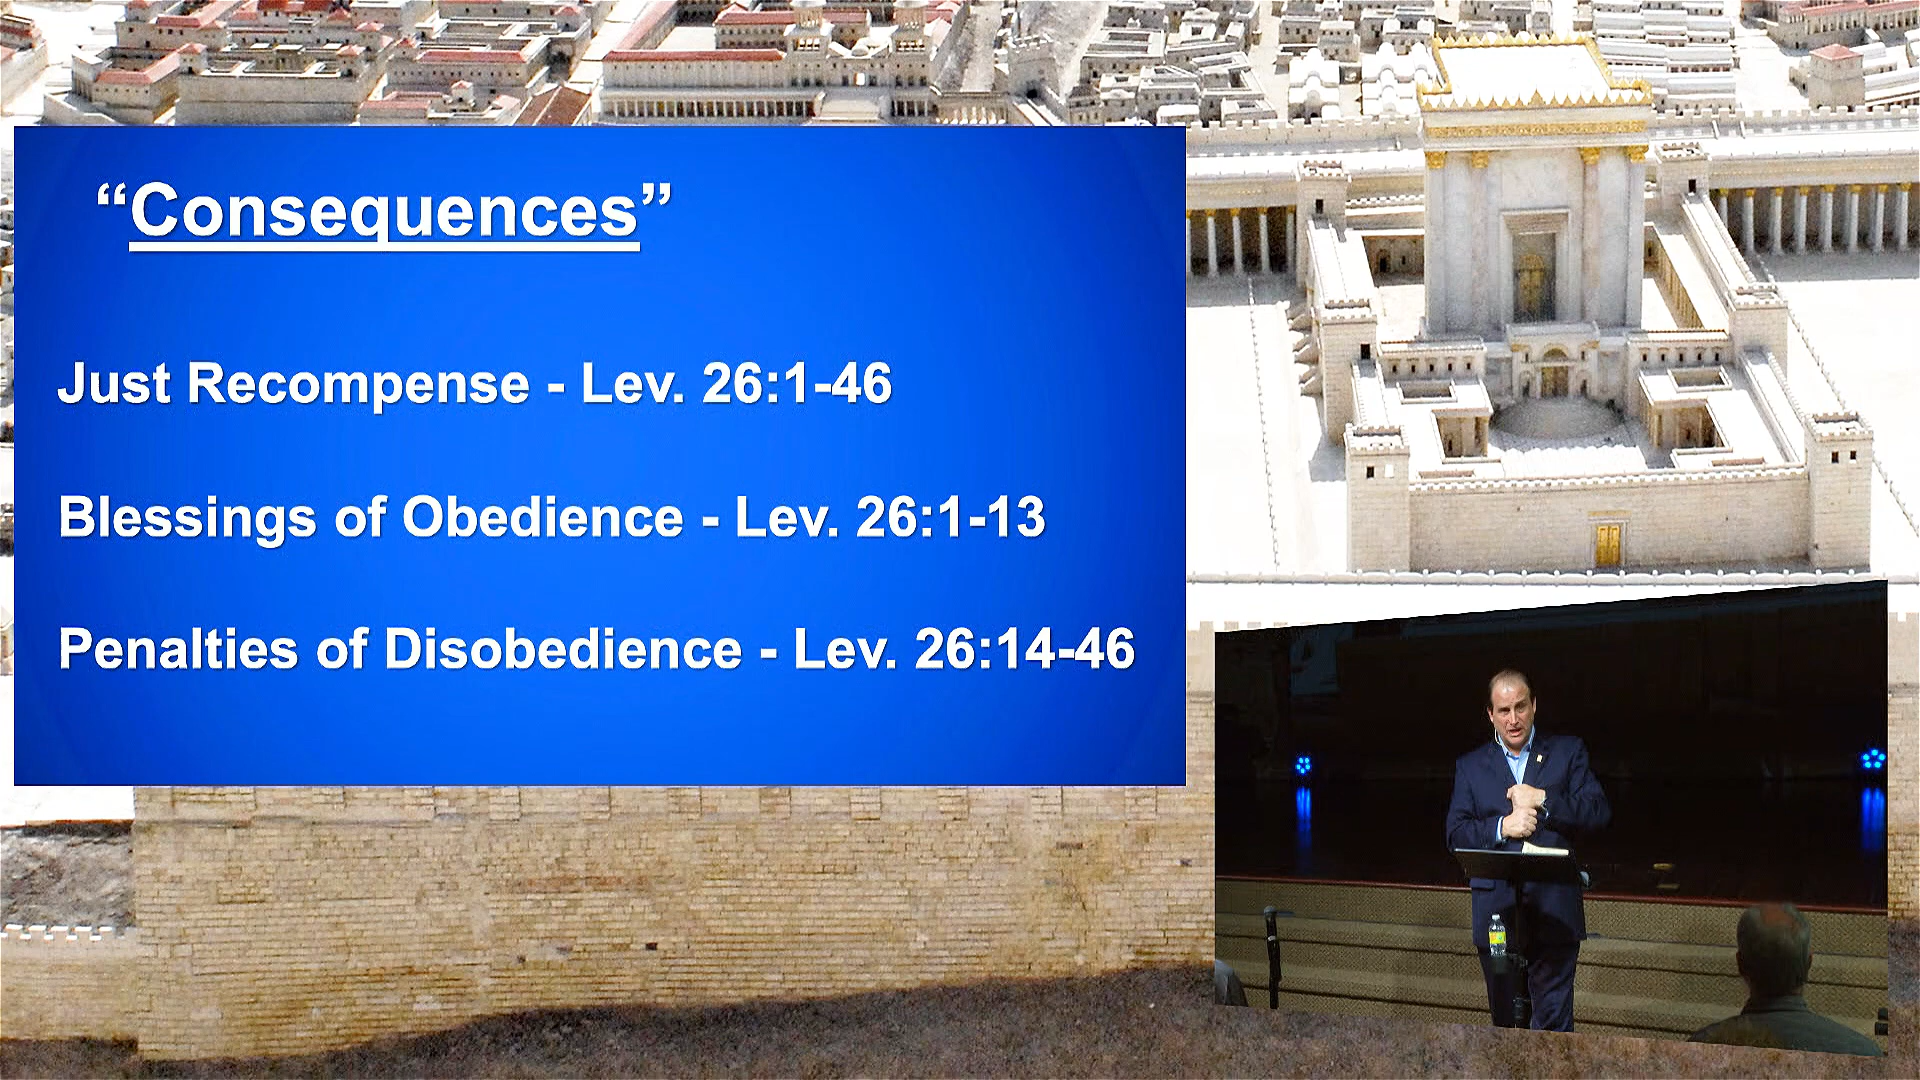 “Consequences”
Just Recompense - Lev. 26:1-46
Blessings of Obedience - Lev. 26:1-13
Penalties of Disobedience - Lev. 26:14-46